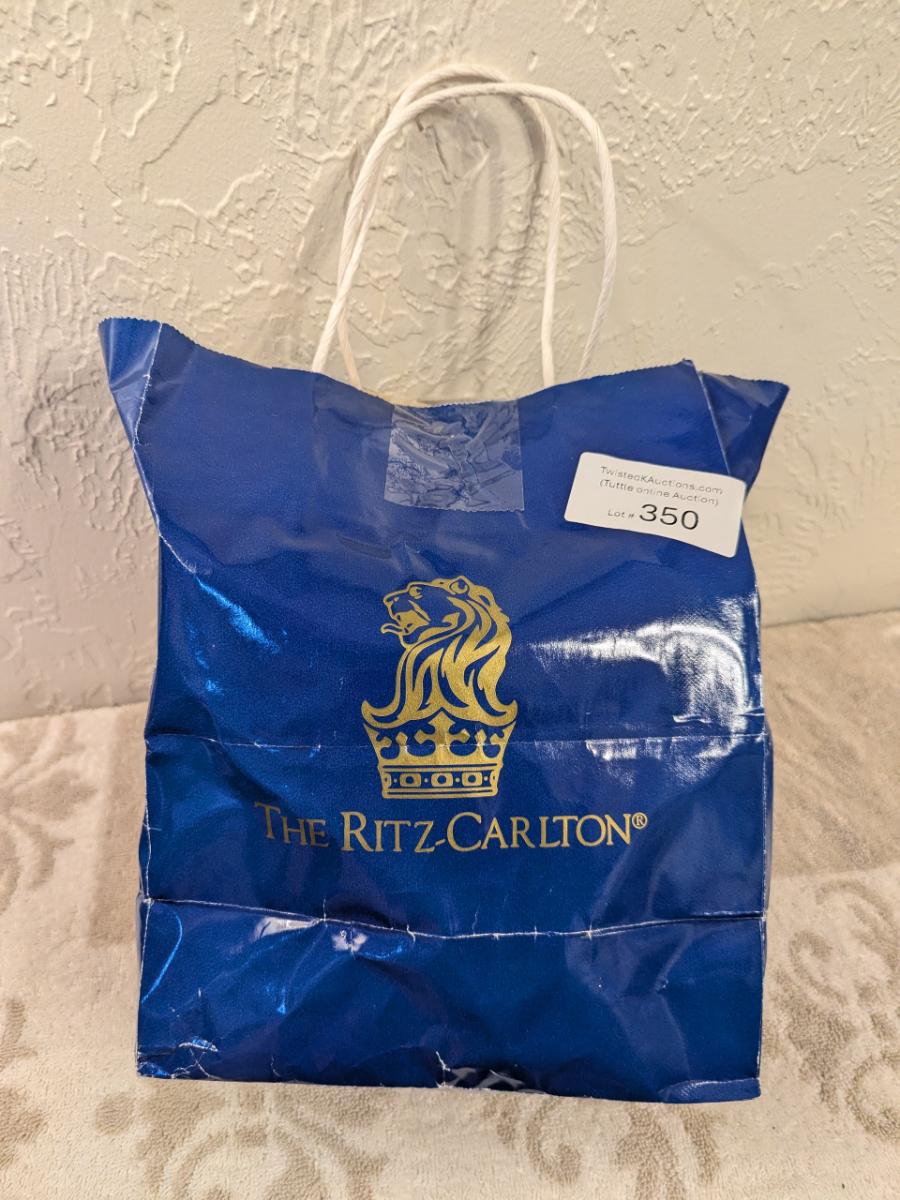 TwistedKAuctions.com
(Tuttle online Auction)
Lot # 350
THE RITZ-CARLTON®